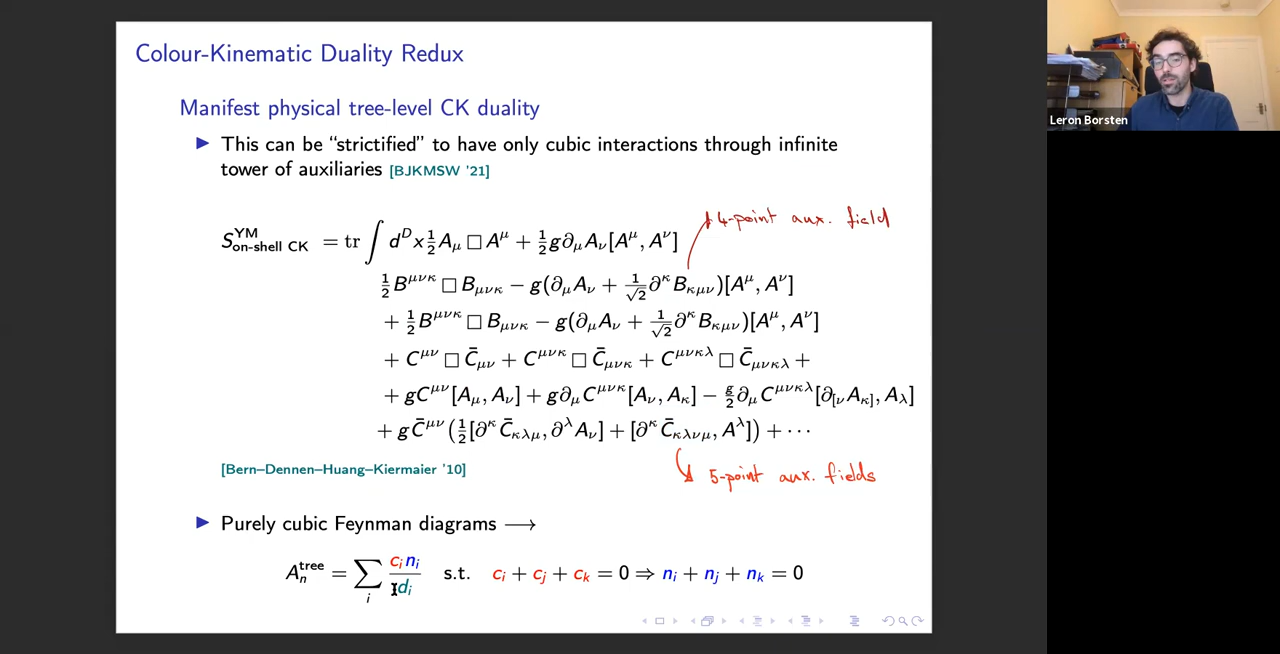 Colour-Kinematic Duality Redux
Manifest physical tree-level CK duality
▶ This can be “strictified” to have only cubic interactions through infinite
tower of auxiliaries [BJKMSW '21]
4-point aux. field
S^YM_on-shell CK = tr ∫ d^D x ½ A_μ □ A^μ + ½ g∂_μ A_ν [A^μ, A^ν]
½ B^{μνκ} □ B_{μνκ} − g(∂_μ A_ν + 1/√2 ∂^κ B_{κμν})[A^μ, A^ν]
+ ½ B^{μνκ} □ B_{μνκ} − g(∂_μ A_ν + 1/√2 ∂^κ B_{κμν})[A^μ, A^ν]
+ C^{μν} □ C̄_{μν} + C^{μνκ} □ C̄_{μνκ} + C^{μνκλ} □ C̄_{μνκλ} +
+ gC^{μν}[A_μ, A_ν] + g∂_μ C^{μνκ}[A_ν, A_κ] − g/2 ∂_μ C^{μνκλ}[∂_{[ν} A_{κ]}, A_λ]
+ gC̄^{μν}(½[∂^κ C̄_{κλμ}, ∂^λ A_ν] + [∂^κ C̄_{κλνμ}, A^λ]) + ···
[Bern–Dennen–Huang–Kiermaier '10]
5-point aux. fields
▶ Purely cubic Feynman diagrams ⟶
A_n^tree = ∑_i c_i n_i / d_i s.t. c_i + c_j + c_k = 0 ⇒ n_i + n_j + n_k = 0
Leron Borsten